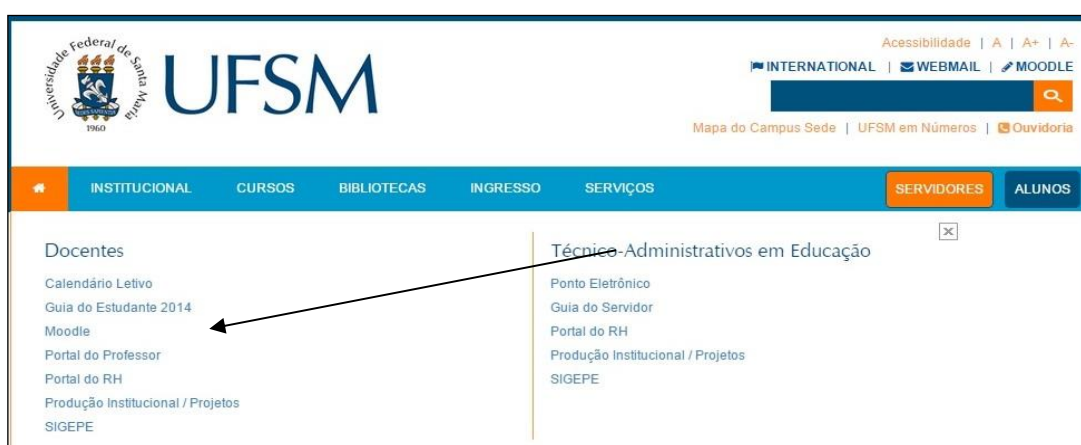 Universidade Federal de Santa Maria
SEDES SAPIENTIAE
1960
UFSM
Acessibilidade | A | A+ | A-
INTERNATIONAL | WEBMAIL | MOODLE
Mapa do Campus Sede | UFSM em Números | Ouvidoria
INSTITUCIONAL CURSOS BIBLIOTECAS INGRESSO SERVIÇOS SERVIDORES ALUNOS
Docentes
Calendário Letivo
Guia do Estudante 2014
Moodle
Portal do Professor
Portal do RH
Produção Institucional / Projetos
SIGEPE
Técnico-Administrativos em Educação
Ponto Eletrônico
Guia do Servidor
Portal do RH
Produção Institucional / Projetos
SIGEPE